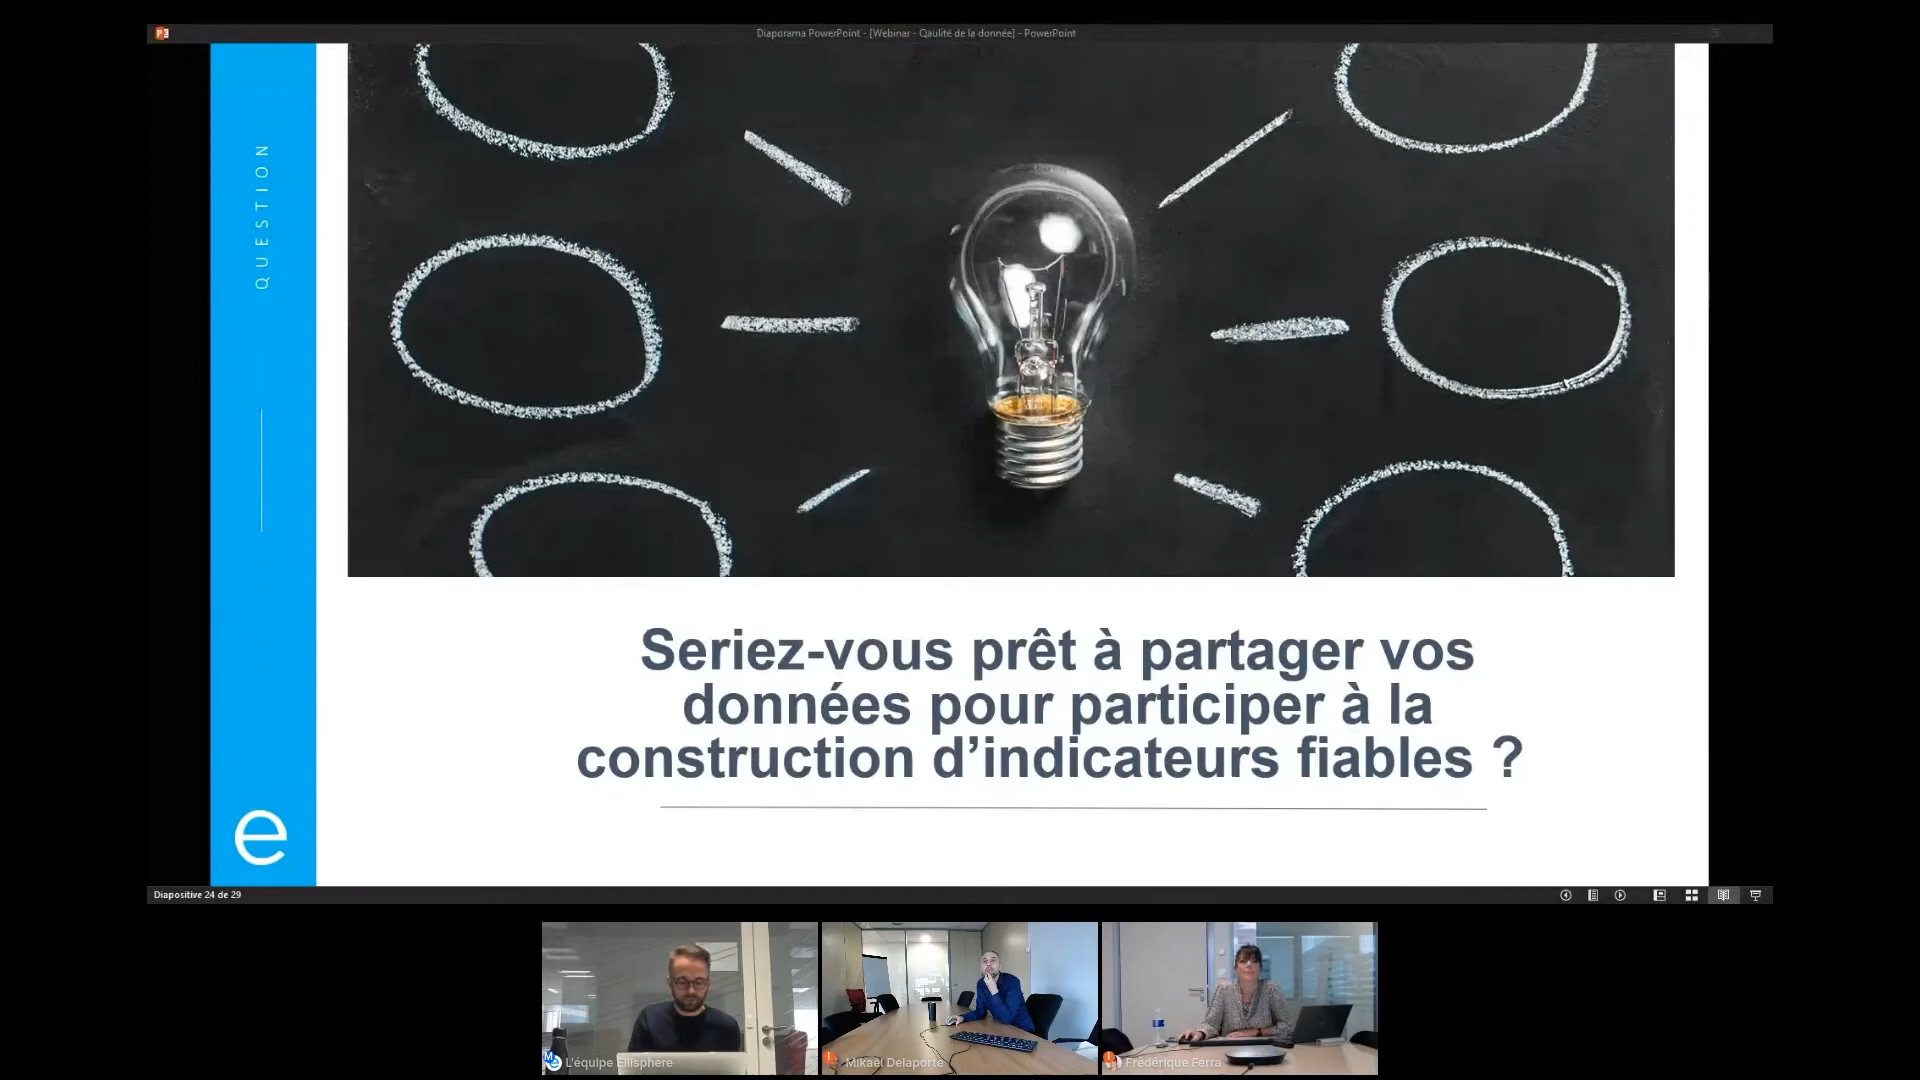 Diaporama PowerPoint - [Webinar - Qaulité de la donnée] - PowerPoint
QUESTION
Seriez-vous prêt à partager vos
données pour participer à la
construction d’indicateurs fiables ?
e
Diapositive 24 de 29
L'équipe Ellisphere
Mikaël Delaporte
Frédérique Ferra